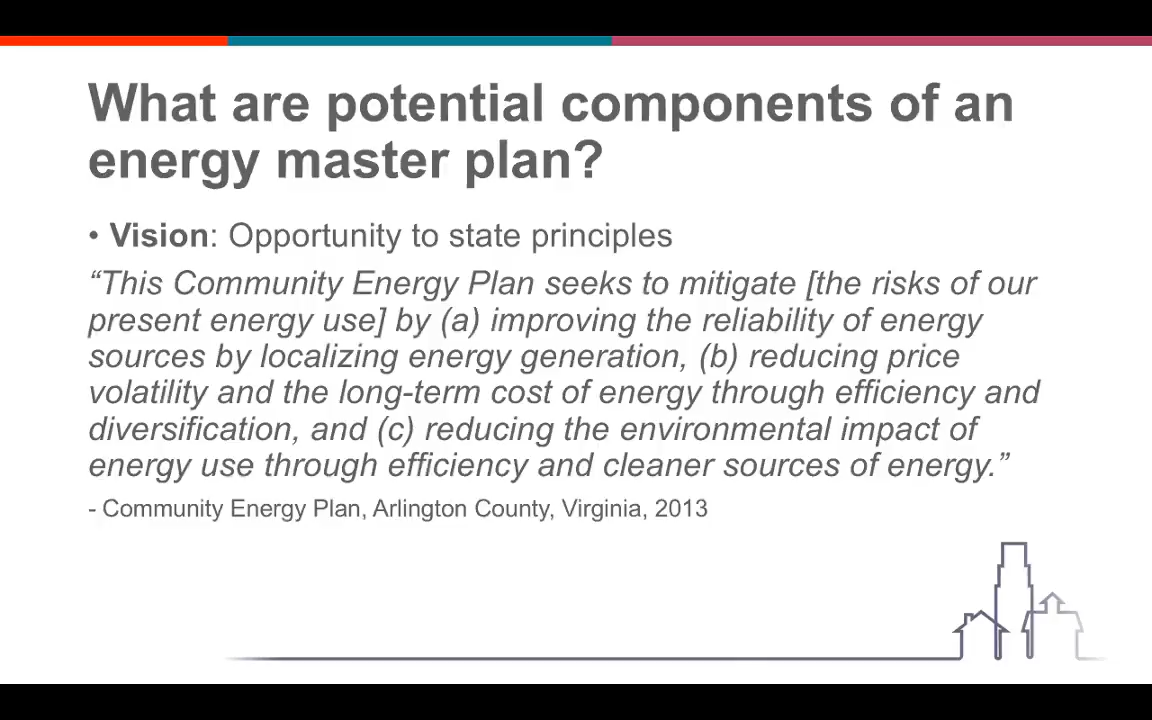 What are potential components of an
energy master plan?
• Vision: Opportunity to state principles
“This Community Energy Plan seeks to mitigate [the risks of our
present energy use] by (a) improving the reliability of energy
sources by localizing energy generation, (b) reducing price
volatility and the long-term cost of energy through efficiency and
diversification, and (c) reducing the environmental impact of
energy use through efficiency and cleaner sources of energy.”
- Community Energy Plan, Arlington County, Virginia, 2013